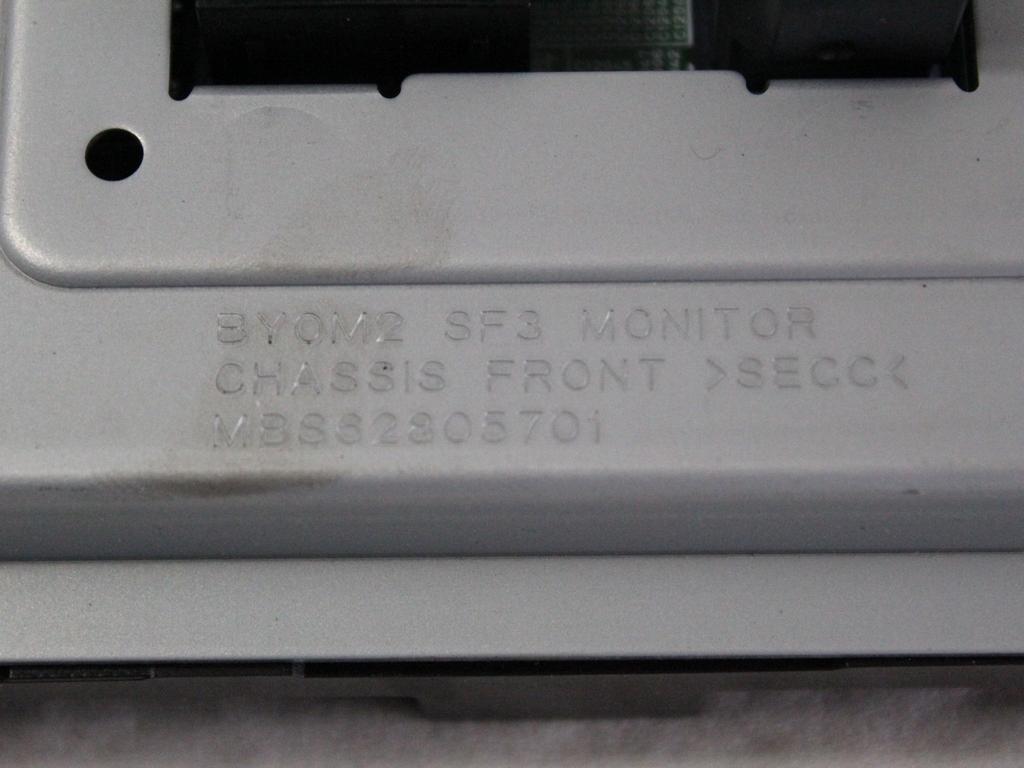 BYOM2 SF3 MONITOR
CHASSIS FRONT >SECC<
MBS62805701